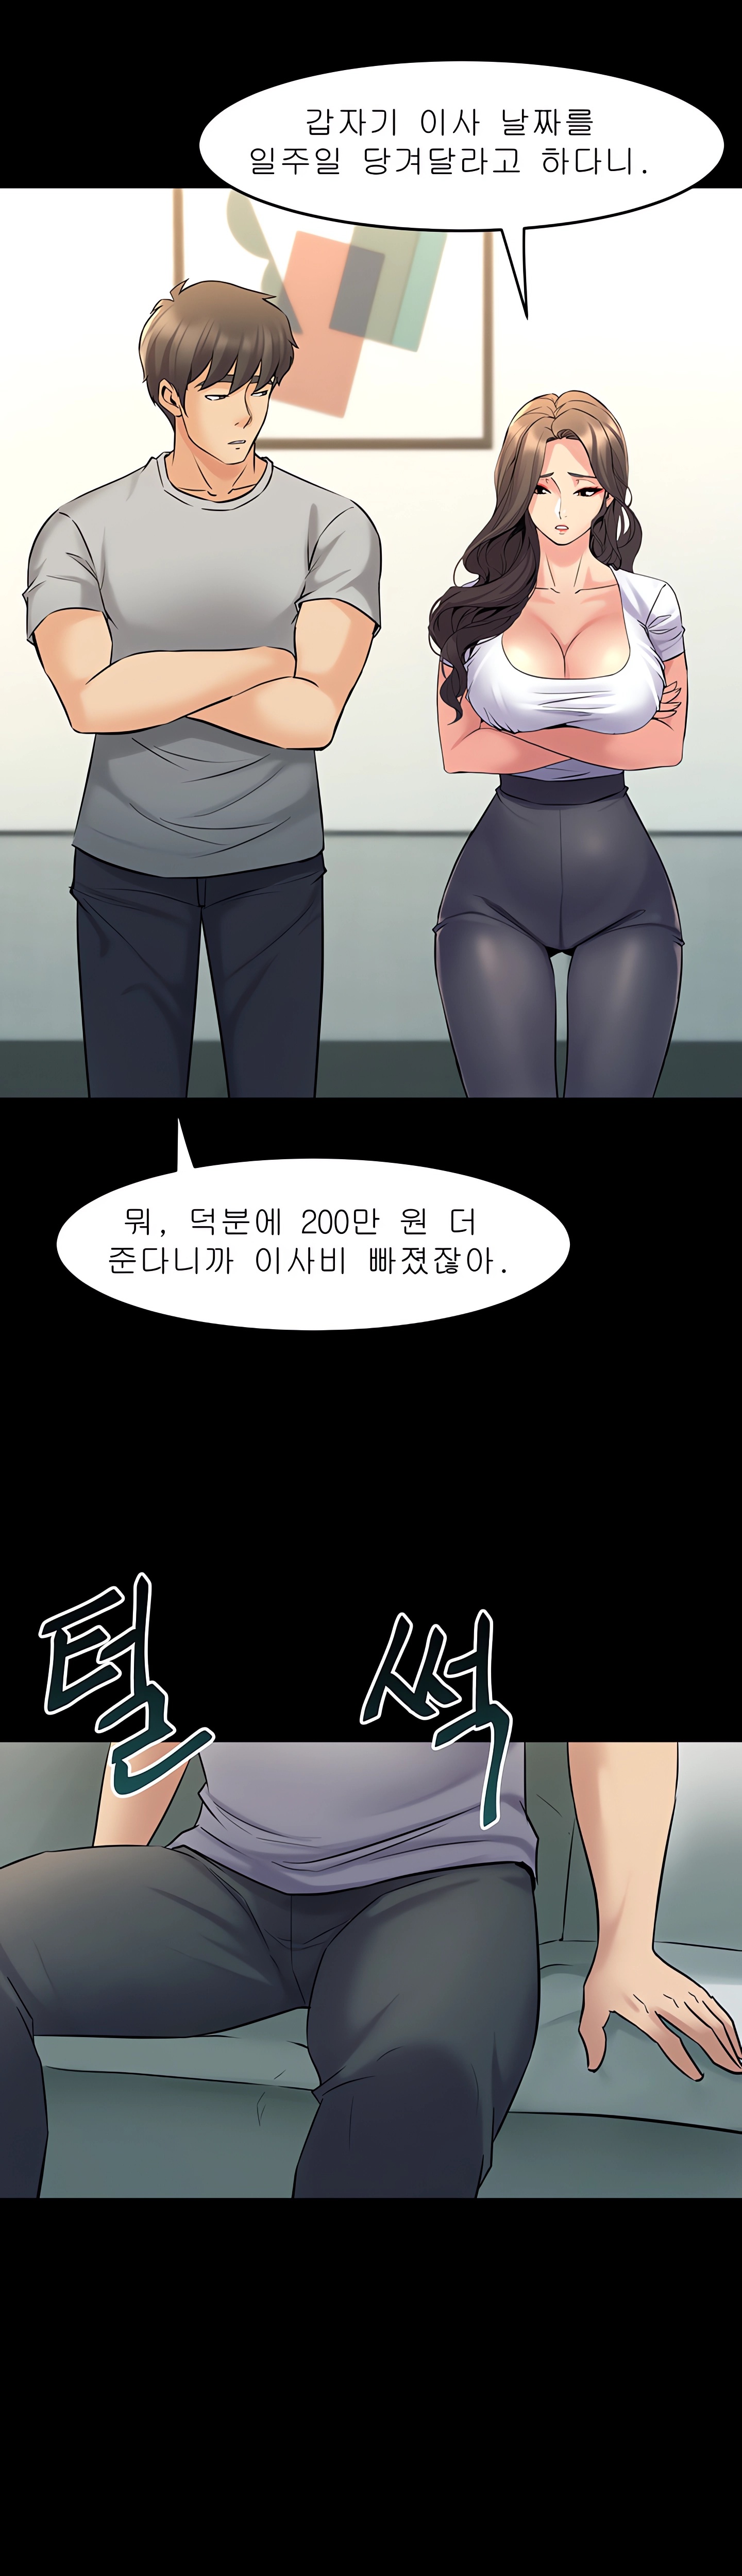 갑자기 이사 날짜를
일주일 당겨달라고 하다니.
뭐, 덕분에 200만 원 더
준다니까 이사비 빠졌잖아.
털썩